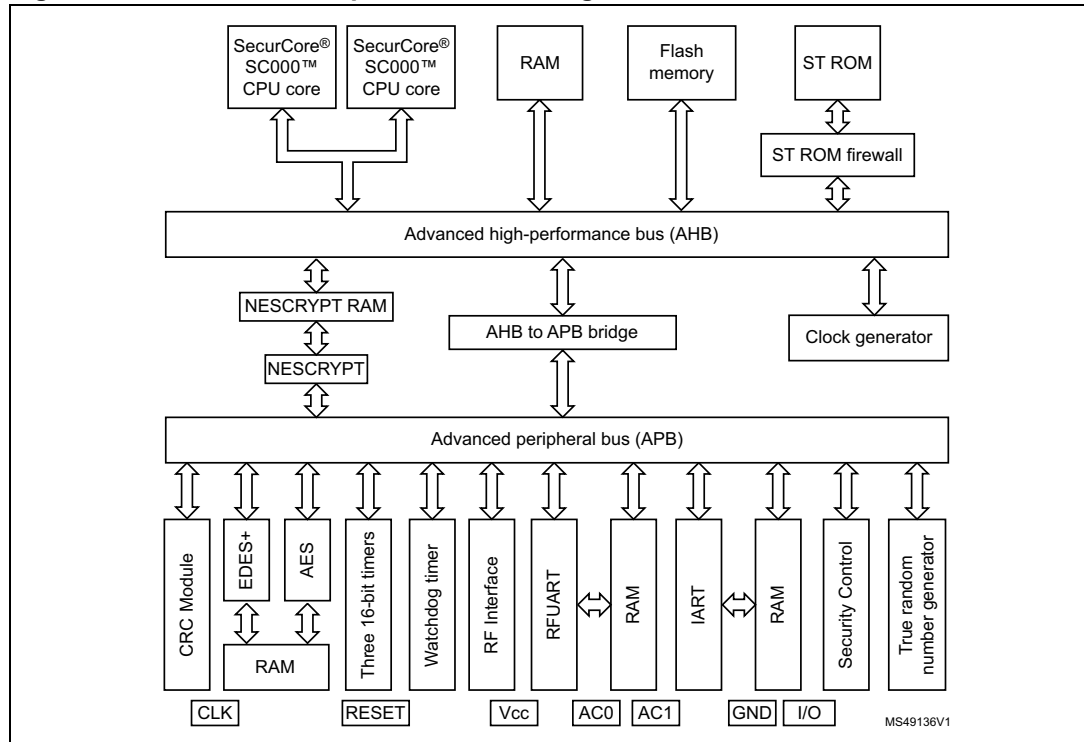 SecurCore®
SC000™
CPU core
SecurCore®
SC000™
CPU core
RAM
Flash
memory
ST ROM
ST ROM firewall
Advanced high-performance bus (AHB)
NESCRYPT RAM
AHB to APB bridge
Clock generator
NESCRYPT
Advanced peripheral bus (APB)
CRC Module
EDES+
AES
RAM
Three 16-bit timers
Watchdog timer
RF Interface
RFUART
RAM
IART
RAM
Security Control
True random
number generator
CLK
RESET
Vcc
AC0
AC1
GND
I/O
MS49136V1